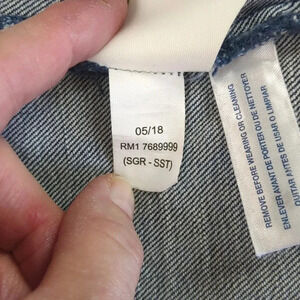 05/18
RM1 7689999
(SGR - SST)
REMOVE BEFORE WEARING OR CLEANING
ENLEVER AVANT DE PORTER OU DE NETTOYER
QUITAR ANTES DE USAR O LIMPIAR